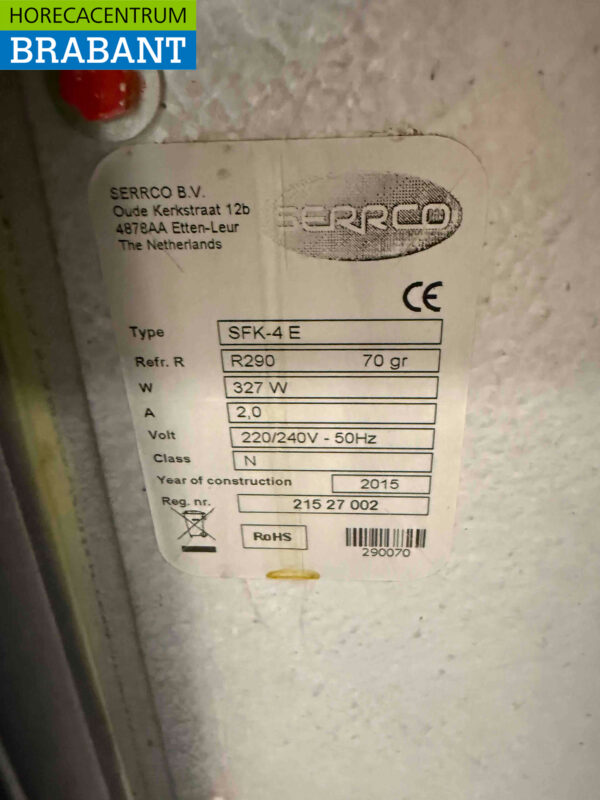 HORECACENTRUM
BRABANT
SERRCO B.V.
Oude Kerkstraat 12b
4878AA Etten-Leur
The Netherlands
SERRCO
CE
Type SFK-4 E
Refr. R R290 70 gr
W 327 W
A 2,0
Volt 220/240V - 50Hz
Class N
Year of construction 2015
Reg. nr. 215 27 002
RoHS
290070